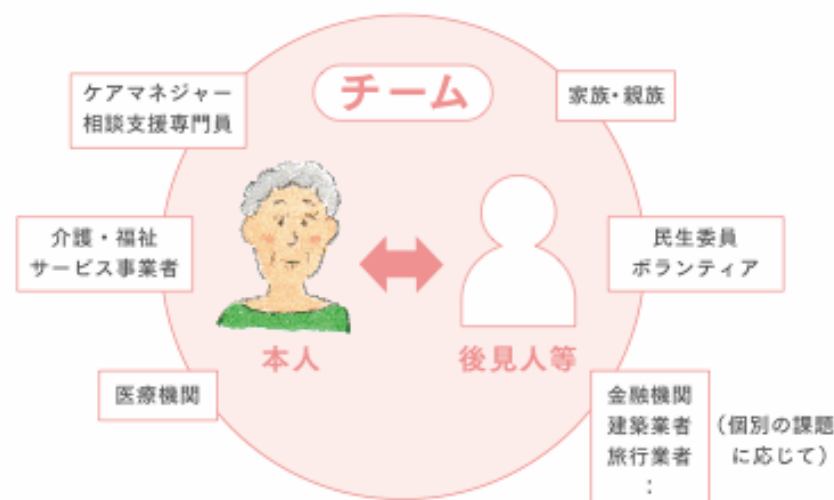 チーム
ケアマネジャー
相談支援専門員
家族・親族
介護・福祉
サービス事業者
民生委員
ボランティア
本人
後見人等
医療機関
金融機関
建築業者
旅行業者
：
（個別の課題
に応じて）